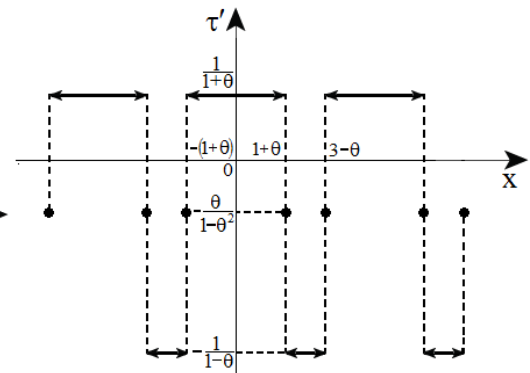 τ′
1/(1+θ)
-(1+θ) 1+θ 3-θ
0 X
-θ/(1-θ²)
-1/(1-θ)